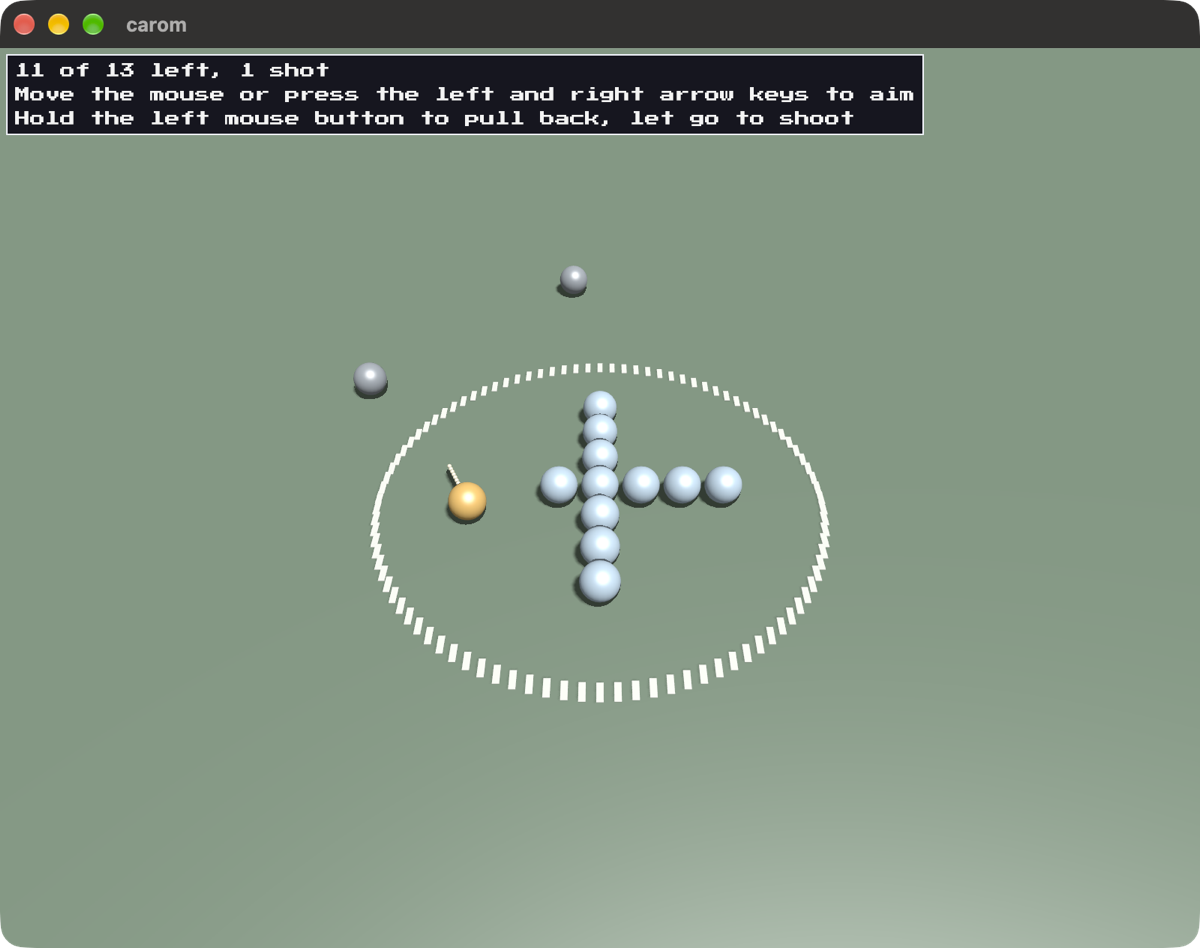 carom
11 of 13 left, 1 shot
Move the mouse or press the left and right arrow keys to aim
Hold the left mouse button to pull back, let go to shoot